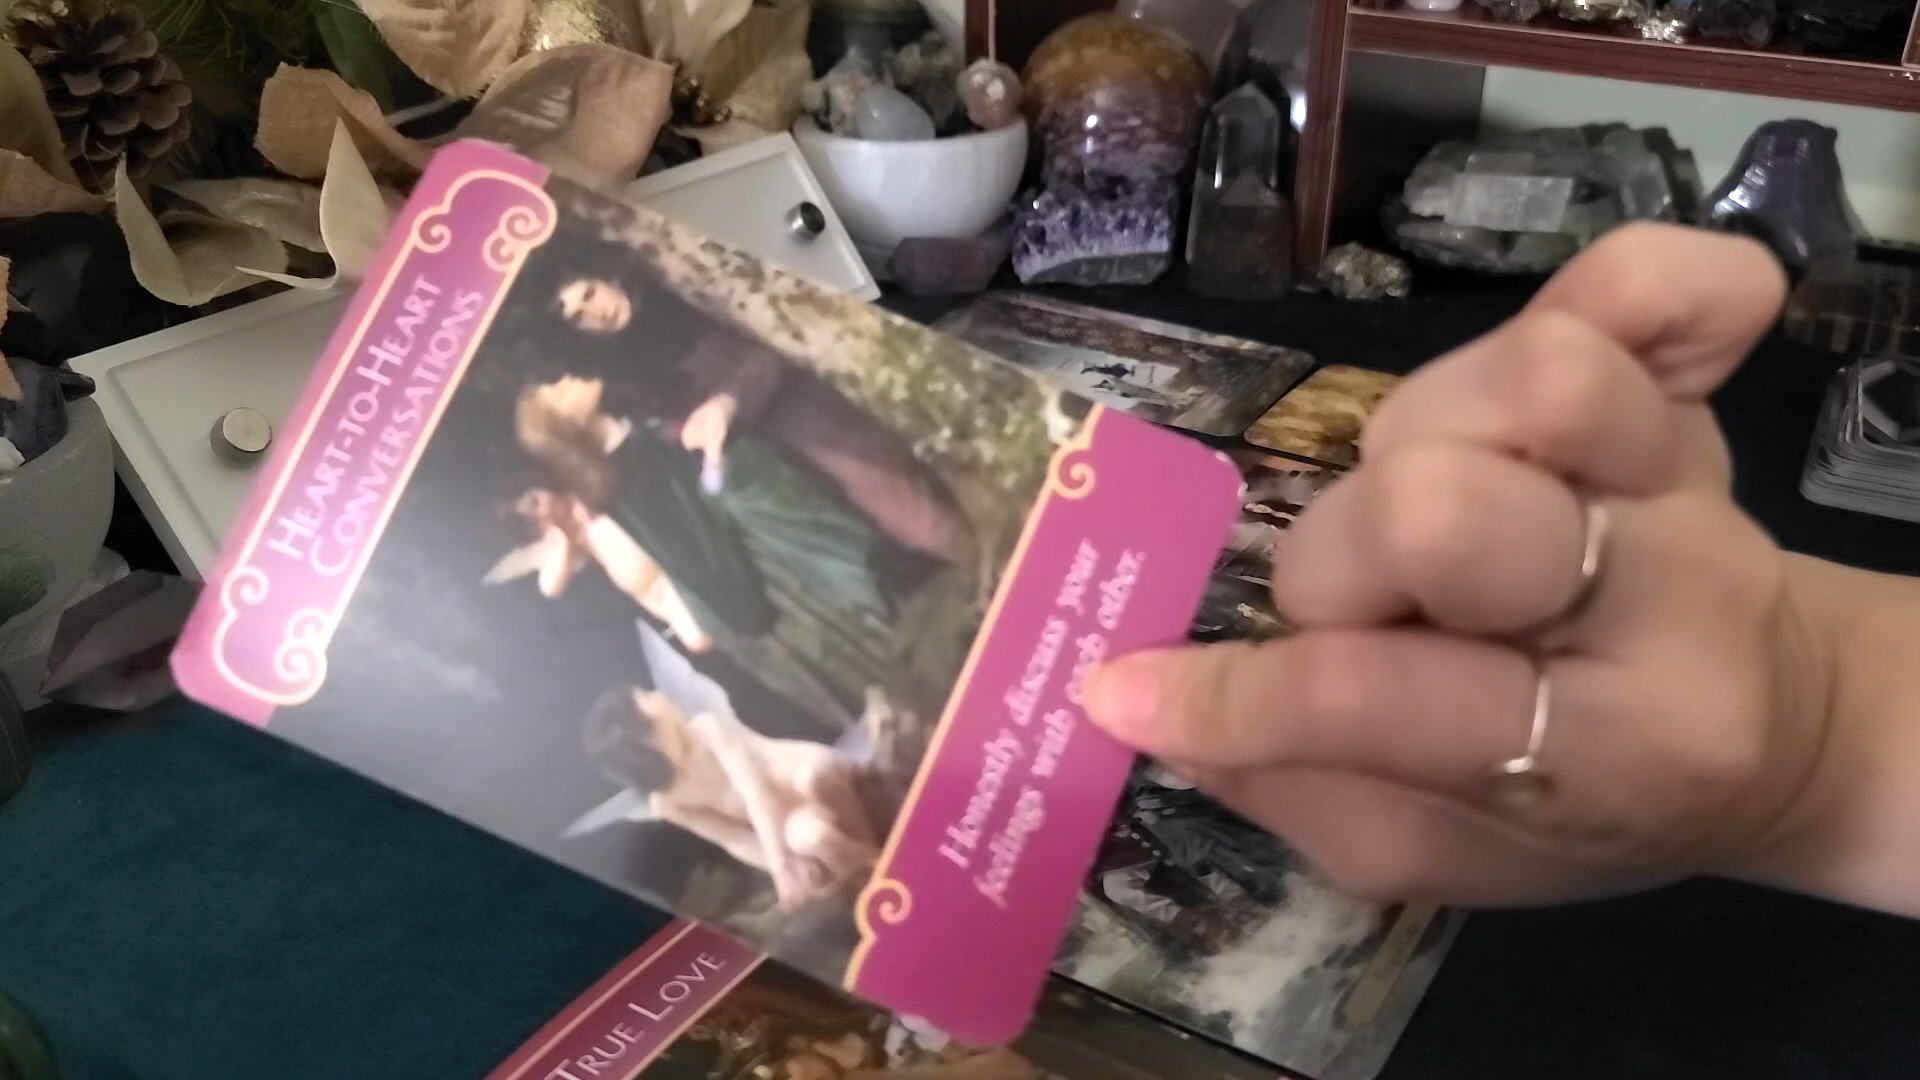 HEART-TO-HEART
CONVERSATIONS
Honestly discuss your
feelings with each other.
TRUE LOVE